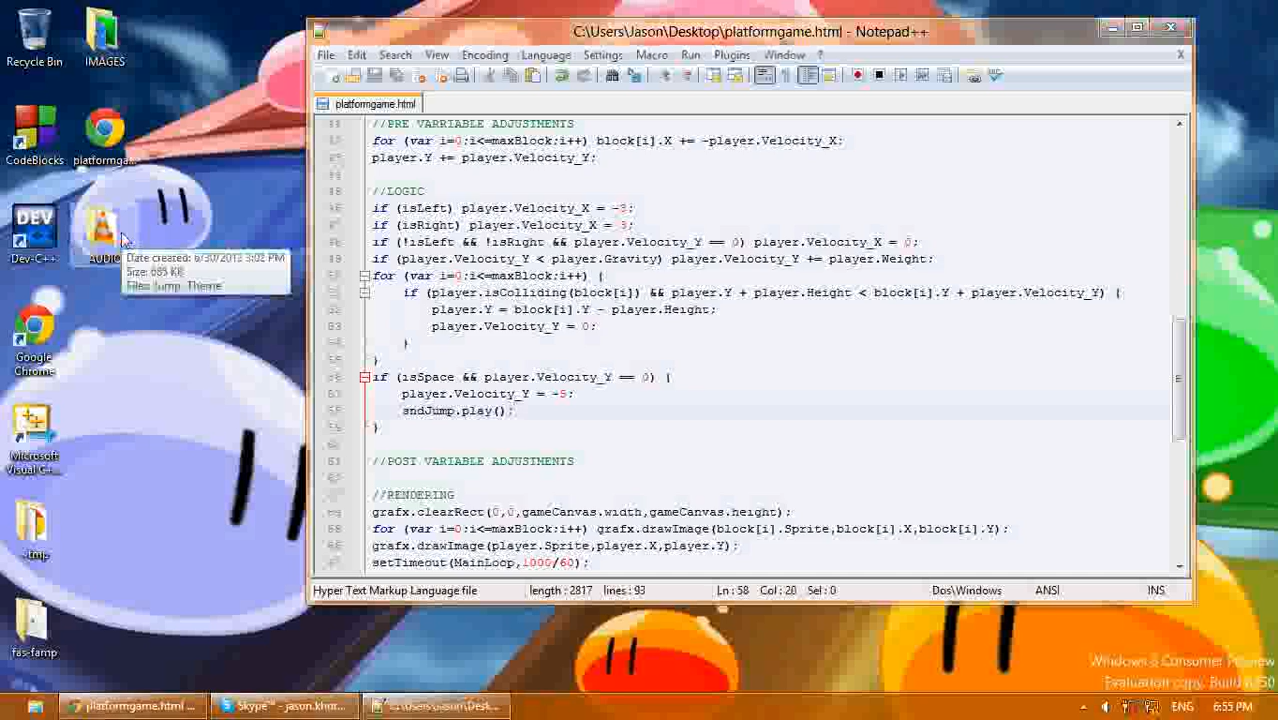 Recycle Bin
IMAGES
CodeBlocks
platformga...
DEV
Dev-C++
AUDIO
Date created: 6/30/2013 3:02 PM
Size: 685 KB
Files: Jump, Theme
Google Chrome
Microsoft Visual C+...
C:\Users\Jason\Desktop\platformgame.html - Notepad++
File Edit Search View Encoding Language Settings Macro Run Plugins Window ?
X
platformgame.html
//PRE VARRIABLE ADJUSTMENTS
for (var i=0;i<=maxBlock;i++) block[i].X += -player.Velocity_X;
player.Y += player.Velocity_Y;
//LOGIC
if (isLeft) player.Velocity_X = -3;
if (isRight) player.Velocity_X = 3;
if (!isLeft && !isRight && player.Velocity_Y == 0) player.Velocity_X = 0;
if (player.Velocity_Y < player.Gravity) player.Velocity_Y += player.Weight;
for (var i=0;i<=maxBlock;i++) {
if (player.isColliding(block[i]) && player.Y + player.Height < block[i].Y + player.Velocity_Y) {
player.Y = block[i].Y - player.Height;
player.Velocity_Y = 0;
}
}
if (isSpace && player.Velocity_Y == 0) {
player.Velocity_Y = -5;
sndJump.play();
}
//POST VARIABLE ADJUSTMENTS
//RENDERING
grafx.clearRect(0,0,gameCanvas.width,gameCanvas.height);
for (var i=0;i<=maxBlock;i++) grafx.drawImage(block[i].Sprite,block[i].X,block[i].Y);
grafx.drawImage(player.Sprite,player.X,player.Y);
setTimeout(MainLoop,1000/60);
Hyper Text Markup Language file length : 2817 lines : 93 Ln : 58 Col : 20 Sel : 0 Dos\Windows ANSI INS
Windows 8 Consumer Preview
Evaluation copy. Build
platformgame.html ...
Skype™ - jason.khor...
ENG
6:55 PM